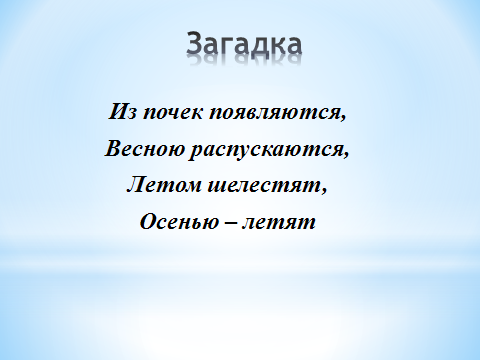 Загадка
Из почек появляются,
Весною распускаются,
Летом шелестят,
Осенью – летят